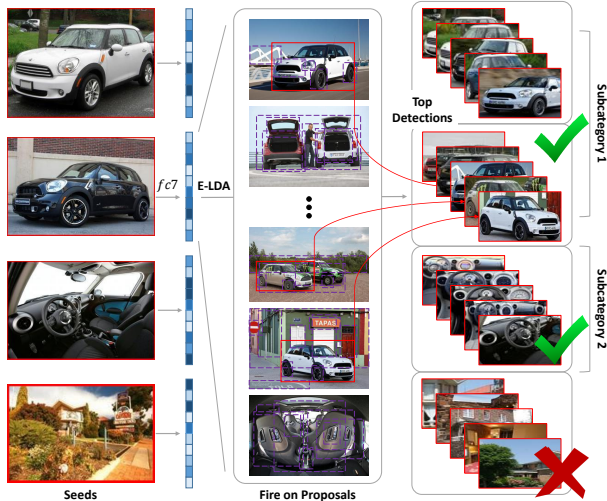 Top
Detections
Subcategory 1
fc7
E-LDA
TAPAS
Subcategory 2
Seeds
Fire on Proposals